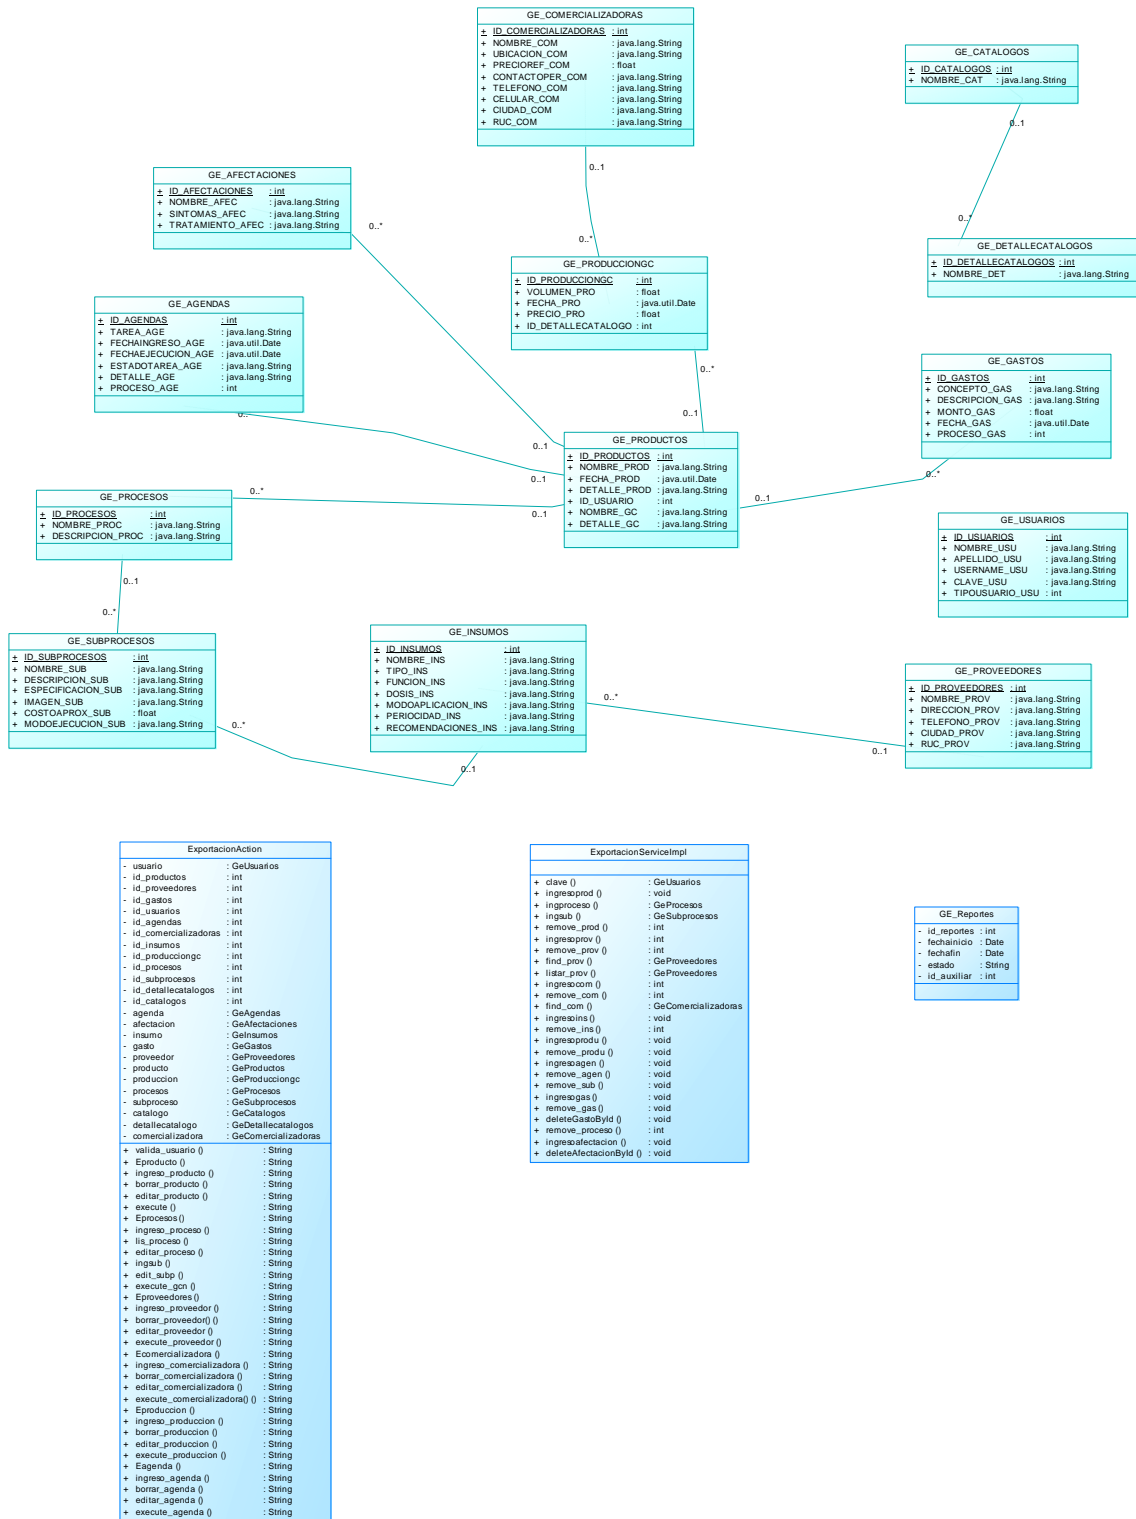 GE_COMERCIALIZADORAS
+ ID_COMERCIALIZADORAS : int
+ NOMBRE_COM : java.lang.String
+ UBICACION_COM : java.lang.String
+ PRECIOREF_COM : float
+ CONTACTOPER_COM : java.lang.String
+ TELEFONO_COM : java.lang.String
+ CELULAR_COM : java.lang.String
+ CIUDAD_COM : java.lang.String
+ RUC_COM : java.lang.String
GE_CATALOGOS
+ ID_CATALOGOS : int
+ NOMBRE_CAT : java.lang.String
0..1
0..*
0..1
0..*
GE_AFECTACIONES
+ ID_AFECTACIONES : int
+ NOMBRE_AFEC : java.lang.String
+ SINTOMAS_AFEC : java.lang.String
+ TRATAMIENTO_AFEC : java.lang.String
0..*
GE_DETALLECATALOGOS
+ ID_DETALLECATALOGOS : int
+ NOMBRE_DET : java.lang.String
GE_PRODUCCIONGC
+ ID_PRODUCCIONGC : int
+ VOLUMEN_PRO : float
+ FECHA_PRO : java.util.Date
+ PRECIO_PRO : float
+ ID_DETALLECATALOGO : int
0..*
0..1
GE_AGENDAS
+ ID_AGENDAS : int
+ TAREA_AGE : java.lang.String
+ FECHAINGRESO_AGE : java.util.Date
+ FECHAEJECUCION_AGE : java.util.Date
+ ESTADOTAREA_AGE : java.lang.String
+ DETALLE_AGE : java.lang.String
+ PROCESO_AGE : int
0..
0..1
0..1
GE_GASTOS
+ ID_GASTOS : int
+ CONCEPTO_GAS : java.lang.String
+ DESCRIPCION_GAS : java.lang.String
+ MONTO_GAS : float
+ FECHA_GAS : java.util.Date
+ PROCESO_GAS : int
0..*
0..1
GE_PRODUCTOS
+ ID_PRODUCTOS : int
+ NOMBRE_PROD : java.lang.String
+ FECHA_PROD : java.util.Date
+ DETALLE_PROD : java.lang.String
+ ID_USUARIO : int
+ NOMBRE_GC : java.lang.String
+ DETALLE_GC : java.lang.String
GE_PROCESOS
+ ID_PROCESOS : int
+ NOMBRE_PROC : java.lang.String
+ DESCRIPCION_PROC : java.lang.String
0..*
0..1
0..1
0..*
GE_USUARIOS
+ ID_USUARIOS : int
+ NOMBRE_USU : java.lang.String
+ APELLIDO_USU : java.lang.String
+ USERNAME_USU : java.lang.String
+ CLAVE_USU : java.lang.String
+ TIPOUSUARIO_USU : int
GE_SUBPROCESOS
+ ID_SUBPROCESOS : int
+ NOMBRE_SUB : java.lang.String
+ DESCRIPCION_SUB : java.lang.String
+ ESPECIFICACION_SUB : java.lang.String
+ IMAGEN_SUB : java.lang.String
+ COSTOAPROX_SUB : float
+ MODOEJECUCION_SUB : java.lang.String
0..*
0..1
GE_INSUMOS
+ ID_INSUMOS : int
+ NOMBRE_INS : java.lang.String
+ TIPO_INS : java.lang.String
+ FUNCION_INS : java.lang.String
+ DOSIS_INS : java.lang.String
+ MODOAPLICACION_INS : java.lang.String
+ PERIOCIDAD_INS : java.lang.String
+ RECOMENDACIONES_INS : java.lang.String
0..*
0..1
GE_PROVEEDORES
+ ID_PROVEEDORES : int
+ NOMBRE_PROV : java.lang.String
+ DIRECCION_PROV : java.lang.String
+ TELEFONO_PROV : java.lang.String
+ CIUDAD_PROV : java.lang.String
+ RUC_PROV : java.lang.String
ExportacionAction
- usuario : GeUsuarios
- id_productos : int
- id_proveedores : int
- id_gastos : int
- id_usuarios : int
- id_agendas : int
- id_comercializadoras : int
- id_insumos : int
- id_producciongc : int
- id_procesos : int
- id_subprocesos : int
- id_detallecatalogos : int
- id_catalogos : int
- agenda : GeAgendas
- afectacion : GeAfectaciones
- insumo : GeInsumos
- gasto : GeGastos
- proveedor : GeProveedores
- producto : GeProductos
- produccion : GeProducciongc
- procesos : GeProcesos
- subproceso : GeSubprocesos
- catalogo : GeCatalogos
- detallecatalogo : GeDetallecatalogos
- comercializadora : GeComercializadoras
+ valida_usuario () : String
+ Eproducto () : String
+ ingreso_producto () : String
+ borrar_producto () : String
+ editar_producto () : String
+ execute () : String
+ Eprocesos () : String
+ ingreso_proceso () : String
+ lis_proceso () : String
+ editar_proceso () : String
+ ingsub () : String
+ edit_subp () : String
+ execute_gcn () : String
+ Eproveedores () : String
+ ingreso_proveedor () : String
+ borrar_proveedor() () : String
+ editar_proveedor () : String
+ execute_proveedor () : String
+ Ecomercializadora () : String
+ ingreso_comercializadora () : String
+ borrar_comercializadora () : String
+ editar_comercializadora () : String
+ execute_comercializadora() () : String
+ Eproduccion () : String
+ ingreso_produccion () : String
+ borrar_produccion () : String
+ editar_produccion () : String
+ execute_produccion () : String
+ Eagenda () : String
+ ingreso_agenda () : String
+ borrar_agenda () : String
+ editar_agenda () : String
+ execute_agenda () : String
ExportacionServiceImpl
+ clave () : GeUsuarios
+ ingresoprod () : void
+ ingproceso () : GeProcesos
+ ingsub () : GeSubprocesos
+ remove_prod () : int
+ ingresoprov () : int
+ remove_prov () : int
+ find_prov () : GeProveedores
+ listar_prov () : GeProveedores
+ ingresocom () : int
+ remove_com () : int
+ find_com () : GeComercializadoras
+ ingresoins () : void
+ remove_ins () : int
+ ingresoprodu () : void
+ remove_produ () : void
+ ingresoagen () : void
+ remove_agen () : void
+ remove_sub () : void
+ ingresogas () : void
+ remove_gas () : void
+ deleteGastoById () : void
+ remove_proceso () : int
+ ingresoafectacion () : void
+ deleteAfectacionById () : void
GE_Reportes
- id_reportes : int
- fechainicio : Date
- fechafin : Date
- estado : String
- id_auxiliar : int